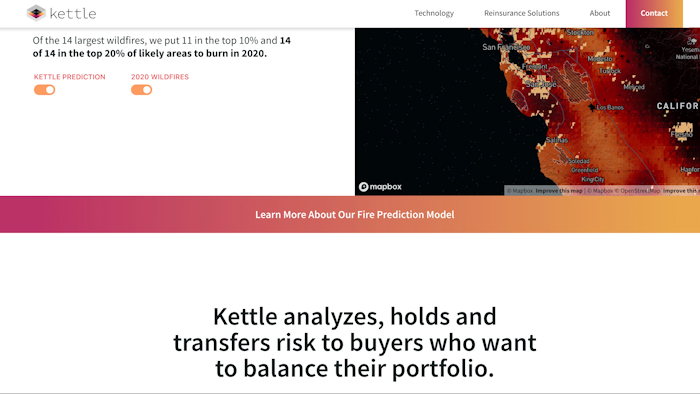 kettle
Technology
Reinsurance Solutions
About
Contact
Of the 14 largest wildfires, we put 11 in the top 10% and 14
of 14 in the top 20% of likely areas to burn in 2020.
KETTLE PREDICTION
2020 WILDFIRES
Stockton
San Francisco
Yosem
National
Modesto
Fremont
Turlock
San José
Merced
Los Banos
CALIFOR
Salinas
Soledad
Greenfield
King City
Hanfor
mapbox
© Mapbox Improve this map | © Mapbox © OpenStreetMap Improve this m
Learn More About Our Fire Prediction Model
Kettle analyzes, holds and
transfers risk to buyers who want
to balance their portfolio.